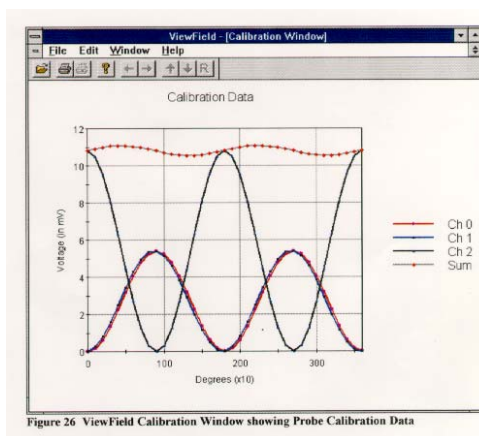 ViewField - [Calibration Window]
File Edit Window Help
? R
Calibration Data
12
10
8
6
4
2
0
Voltage (in mV)
0 100 200 300
Degrees (x10)
Ch 0
Ch 1
Ch 2
Sum
Figure 26 ViewField Calibration Window showing Probe Calibration Data